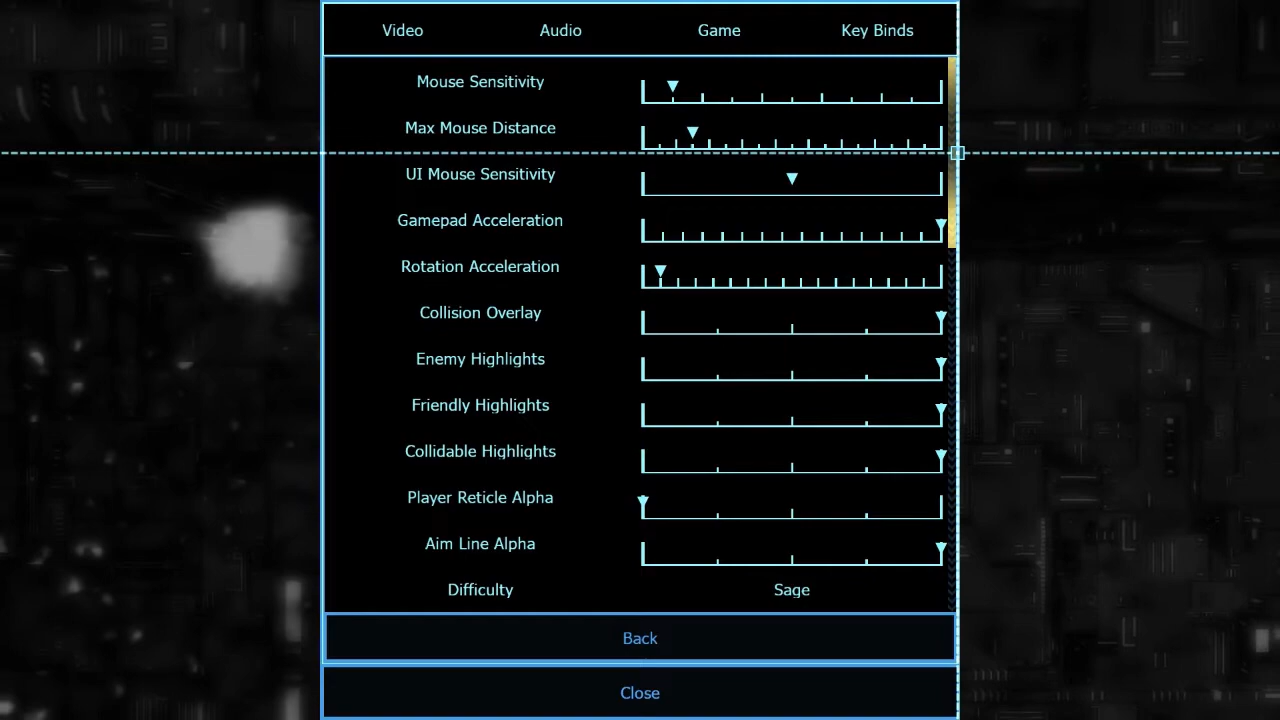 Video Audio Game Key Binds
Mouse Sensitivity
Max Mouse Distance
UI Mouse Sensitivity
Gamepad Acceleration
Rotation Acceleration
Collision Overlay
Enemy Highlights
Friendly Highlights
Collidable Highlights
Player Reticle Alpha
Aim Line Alpha
Difficulty Sage
Back
Close